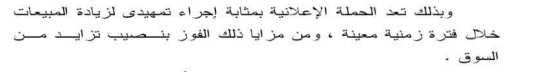 وبذلك تعد الحملة الإعلانية بمثابة إجراء تمهيدى لزيادة المبيعات
خلال فترة زمنية معينة ، ومن مزايا ذلك الفوز بنصيب تزايد من
السوق .